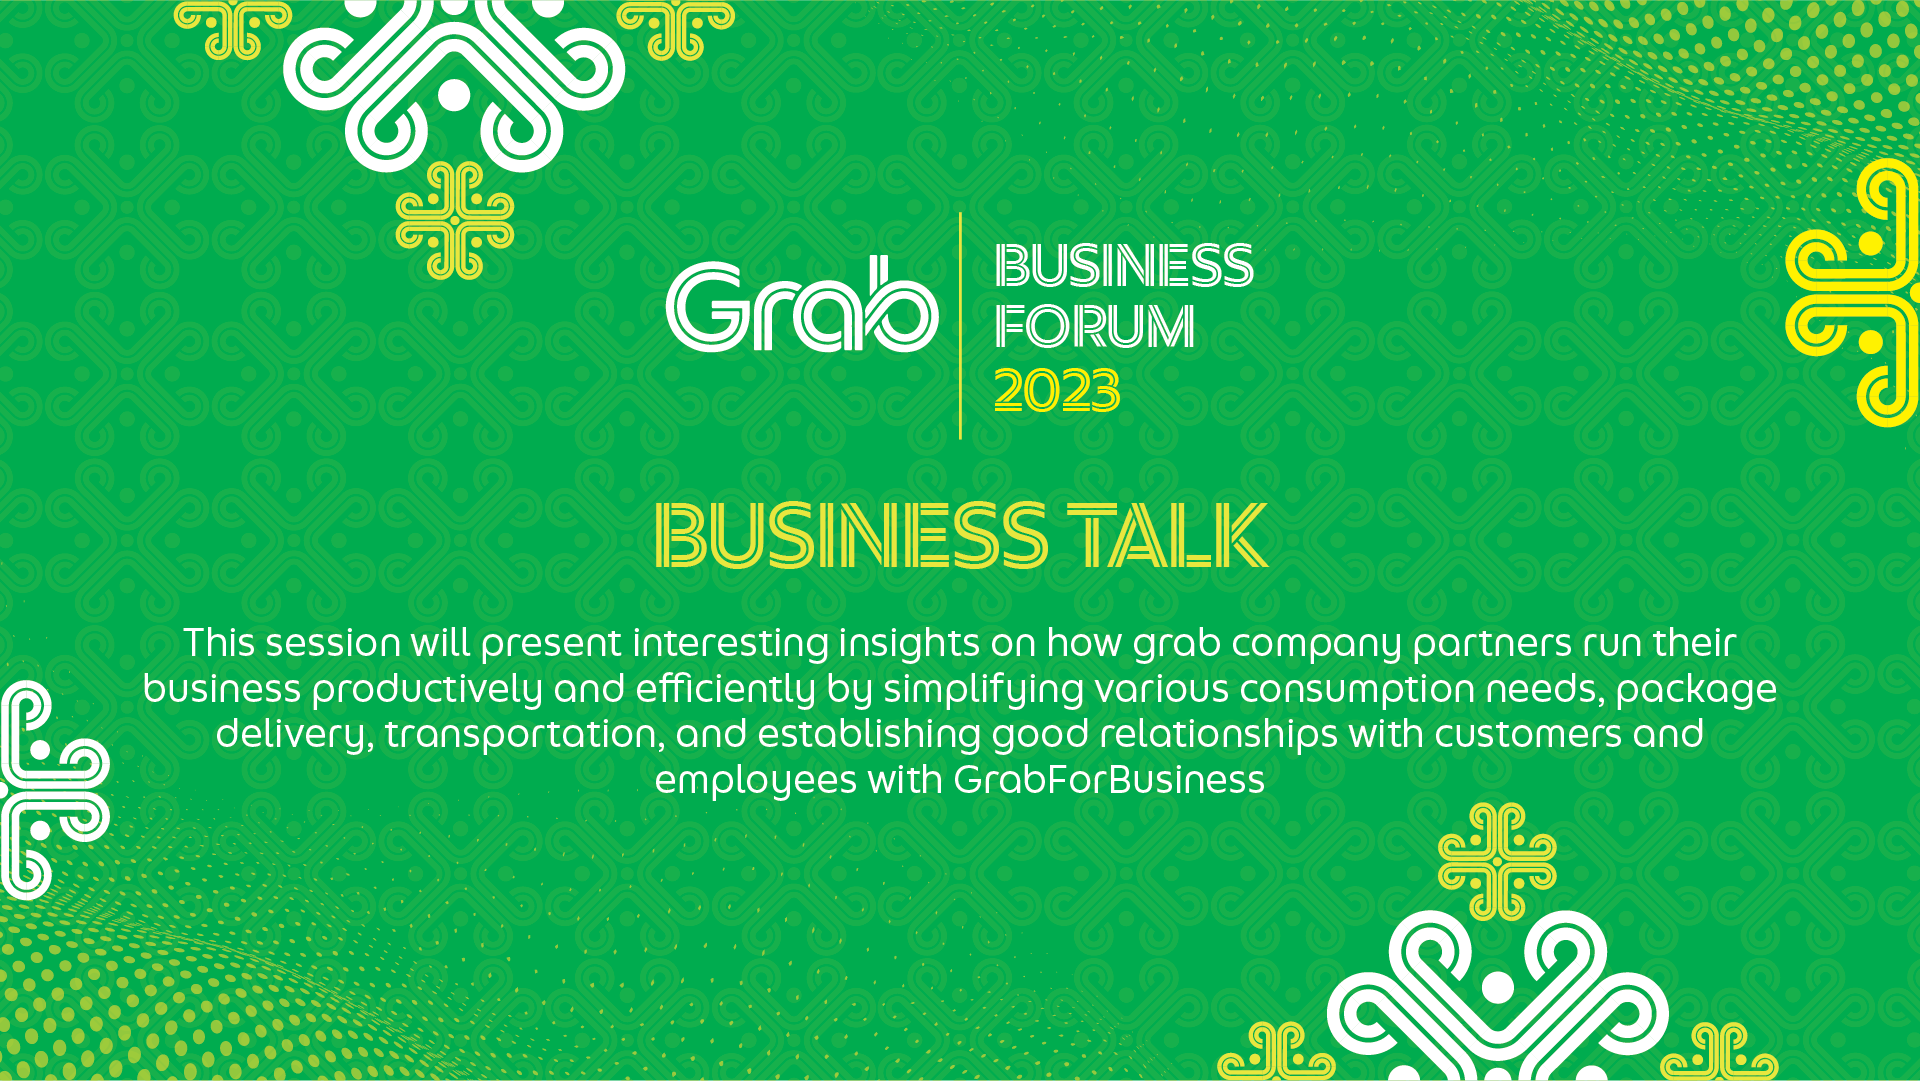 Grab
BUSINESS
FORUM
2023
BUSINESS TALK
This session will present interesting insights on how grab company partners run their
business productively and efficiently by simplifying various consumption needs, package
delivery, transportation, and establishing good relationships with customers and
employees with GrabForBusiness